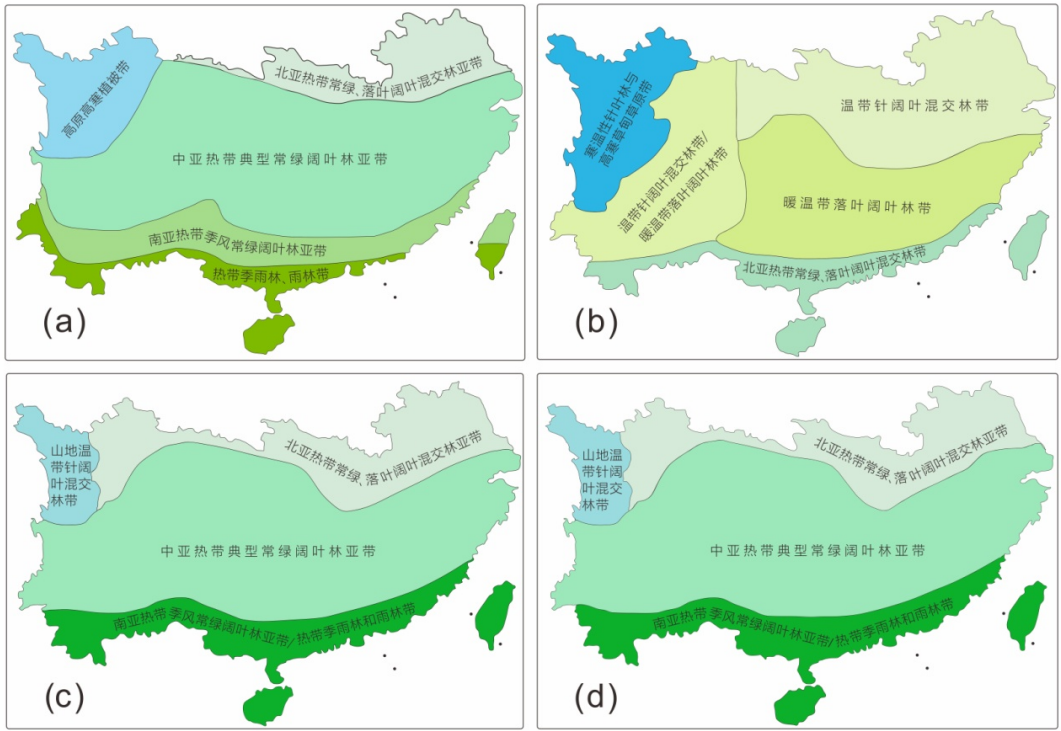 高原高寒植被带
北亚热带常绿、落叶阔叶混交林亚带
中亚热带典型常绿阔叶林亚带
南亚热带季风常绿阔叶林亚带
热带季雨林、雨林带
(a)
寒温性针叶林与
高寒草甸草原带
温带针阔叶混交林带/
暖温带落叶阔叶林带
温带针阔叶混交林带
暖温带落叶阔叶林带
北亚热带常绿、落叶阔叶混交林带
(b)
山地温
带针阔
叶混交
林带
北亚热带常绿、落叶阔叶混交林亚带
中亚热带典型常绿阔叶林亚带
南亚热带季风常绿阔叶林亚带/热带季雨林和雨林带
(c)
山地温
带针阔
叶混交
林带
北亚热带常绿、落叶阔叶混交林亚带
中亚热带典型常绿阔叶林亚带
南亚热带季风常绿阔叶林亚带/热带季雨林和雨林带
(d)